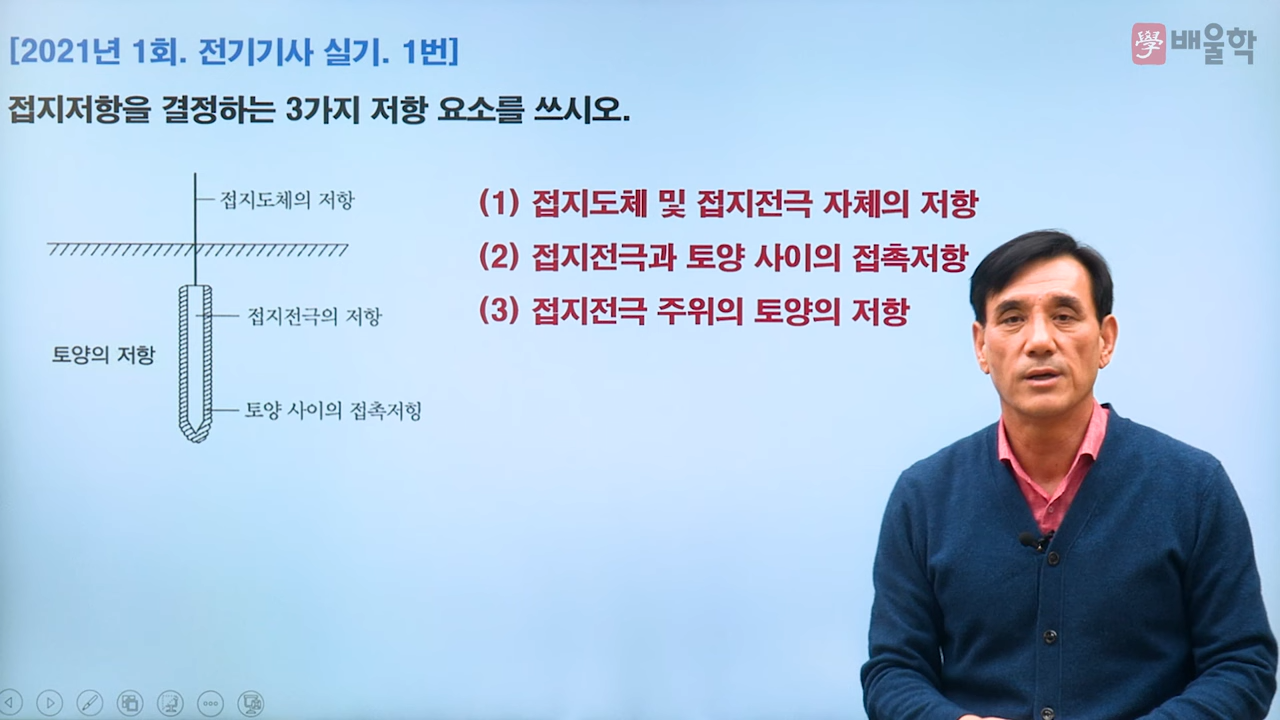 [2021년 1회. 전기기사 실기. 1번]
學 배울학
접지저항을 결정하는 3가지 저항 요소를 쓰시오.
접지도체의 저항
접지전극의 저항
토양의 저항
토양 사이의 접촉저힝
(1) 접지도체 및 접지전극 자체의 저항
(2) 접지전극과 토양 사이의 접촉저항
(3) 접지전극 주위의 토양의 저항